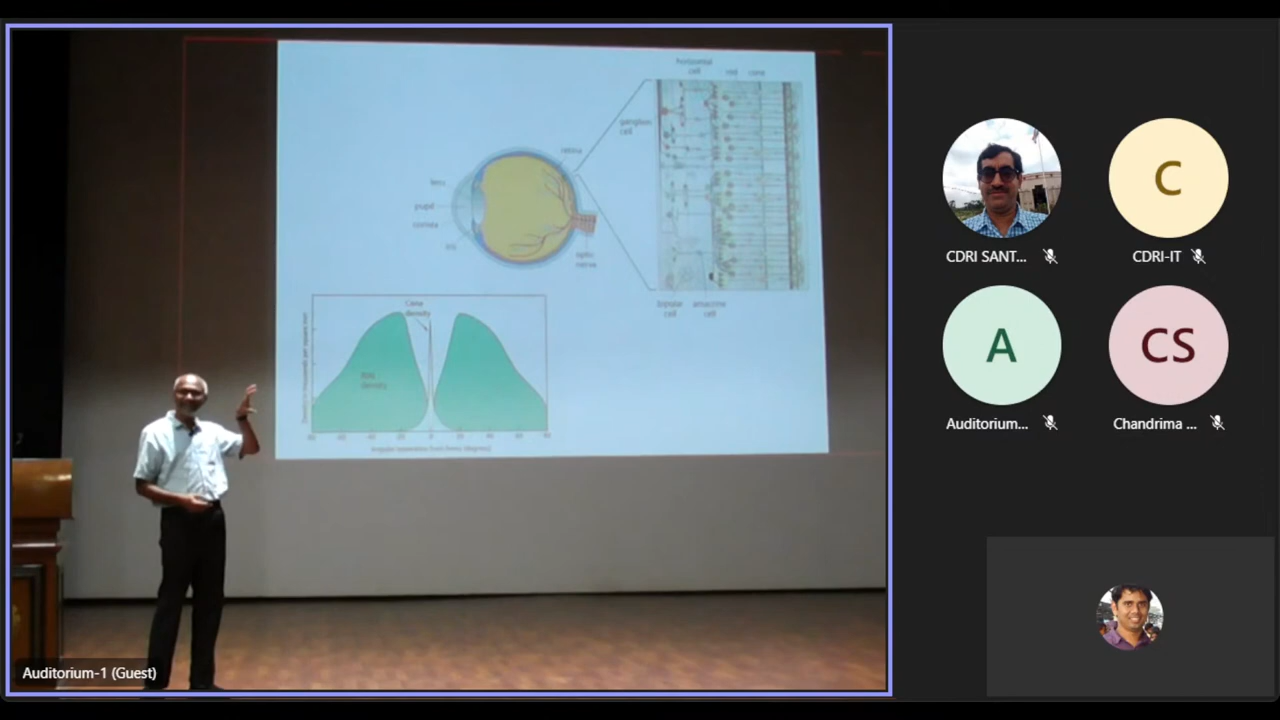 horizontal
cell
rod
cone
ganglion
cell
retina
lens
pupil
cornea
iris
optic
nerve
bipolar
cell
amacrine
cell
Cone
density
Rod
density
Auditorium-1 (Guest)
CDRI SANT...
C
CDRI-IT
A
Auditorium...
CS
Chandrima ...